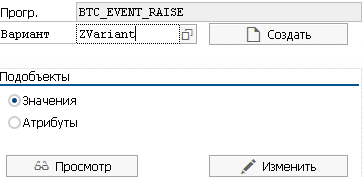 Прогр. BTC_EVENT_RAISE
Вариант ZVariant Создать
Подобъекты
Значения
Атрибуты
Просмотр Изменить